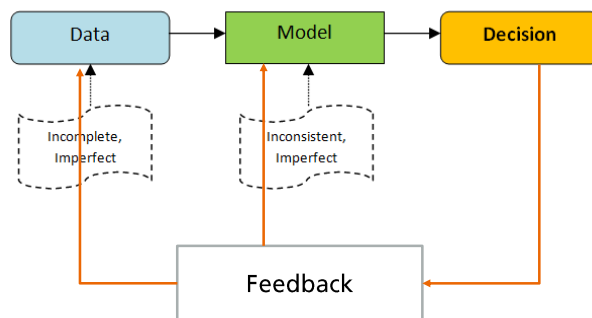 Data
Model
Decision
Incomplete,
Imperfect
Inconsistent,
Imperfect
Feedback